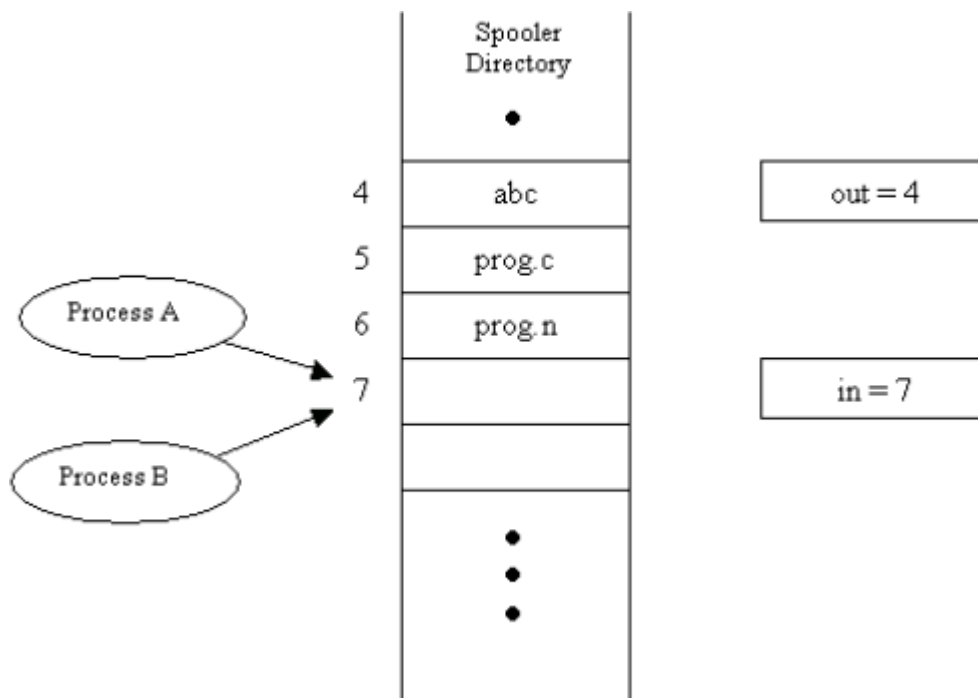 Spooler
Directory
4
abc
out = 4
5
prog.c
Process A
6
prog.n
7
in = 7
Process B